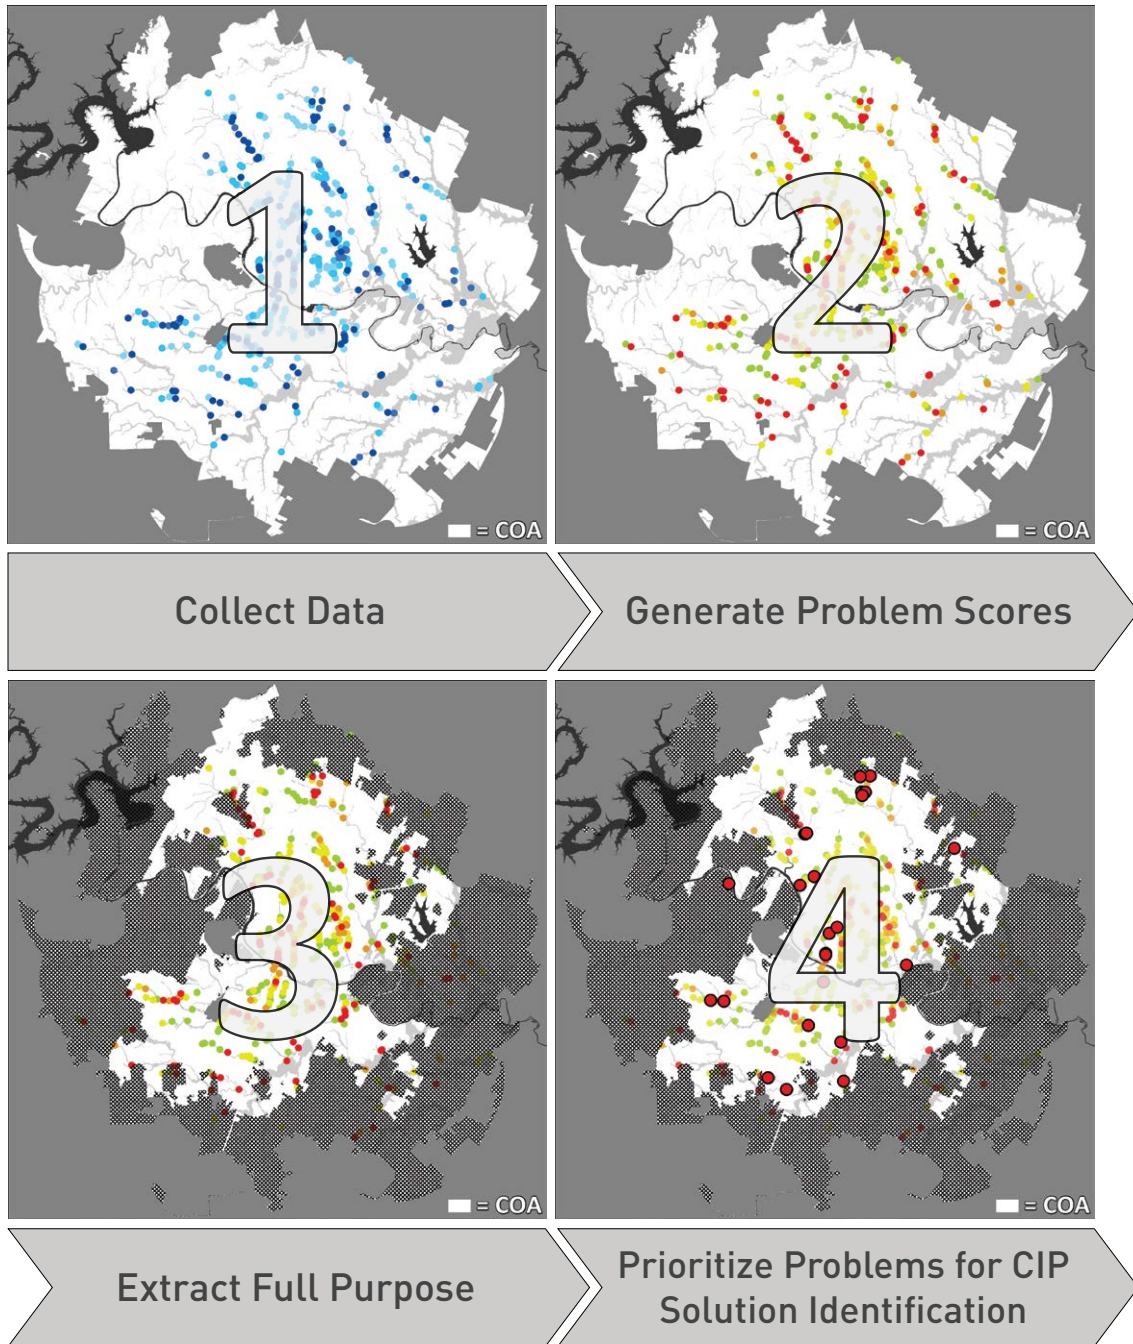 1
2
= COA
= COA
Collect Data
Generate Problem Scores
3
4
= COA
= COA
Extract Full Purpose
Prioritize Problems for CIP
Solution Identification